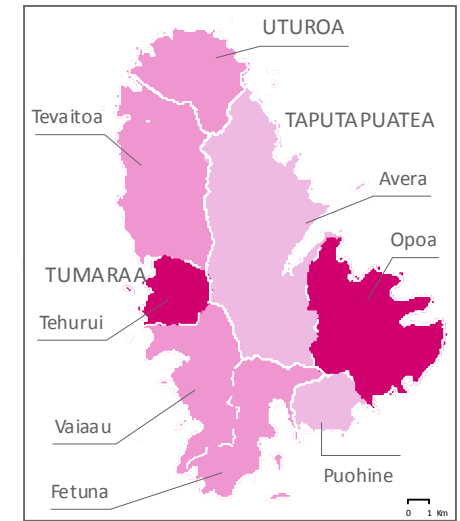 UTUROA
Tevaitoa
TAPUTAPUATEA
Avera
Opoa
TUMARAA
Tehurui
Vaiaau
Puohine
Fetuna
0 1 Km